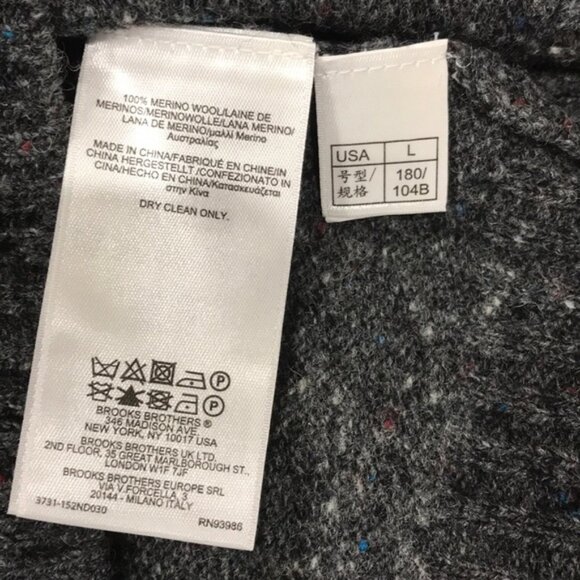 100% MERINO WOOL/LAINE DE
MERINOS/MERINOWOLLE/LANA MERINO/
LANA DE MERINO/μαλλί Merino
Αυστραλίας
MADE IN CHINA/FABRIQUÉ EN CHINE/IN
CHINA HERGESTELLT /CONFEZIONATO IN
CINA/HECHO EN CHINA/Κατασκευάζεται
στην Κίνα
DRY CLEAN ONLY.
P
P
BROOKS BROTHERS ®
346 MADISON AVE.
NEW YORK, NY 10017 USA
BROOKS BROTHERS UK LTD.
2ND FLOOR, 35 GREAT MARLBOROUGH ST.,
LONDON W1F 7JF
BROOKS BROTHERS EUROPE SRL
VIA V.FORCELLA, 3
20144 - MILANO ITALY
3731-152ND030 RN93986
USA L
号型/ 180/
规格 104B